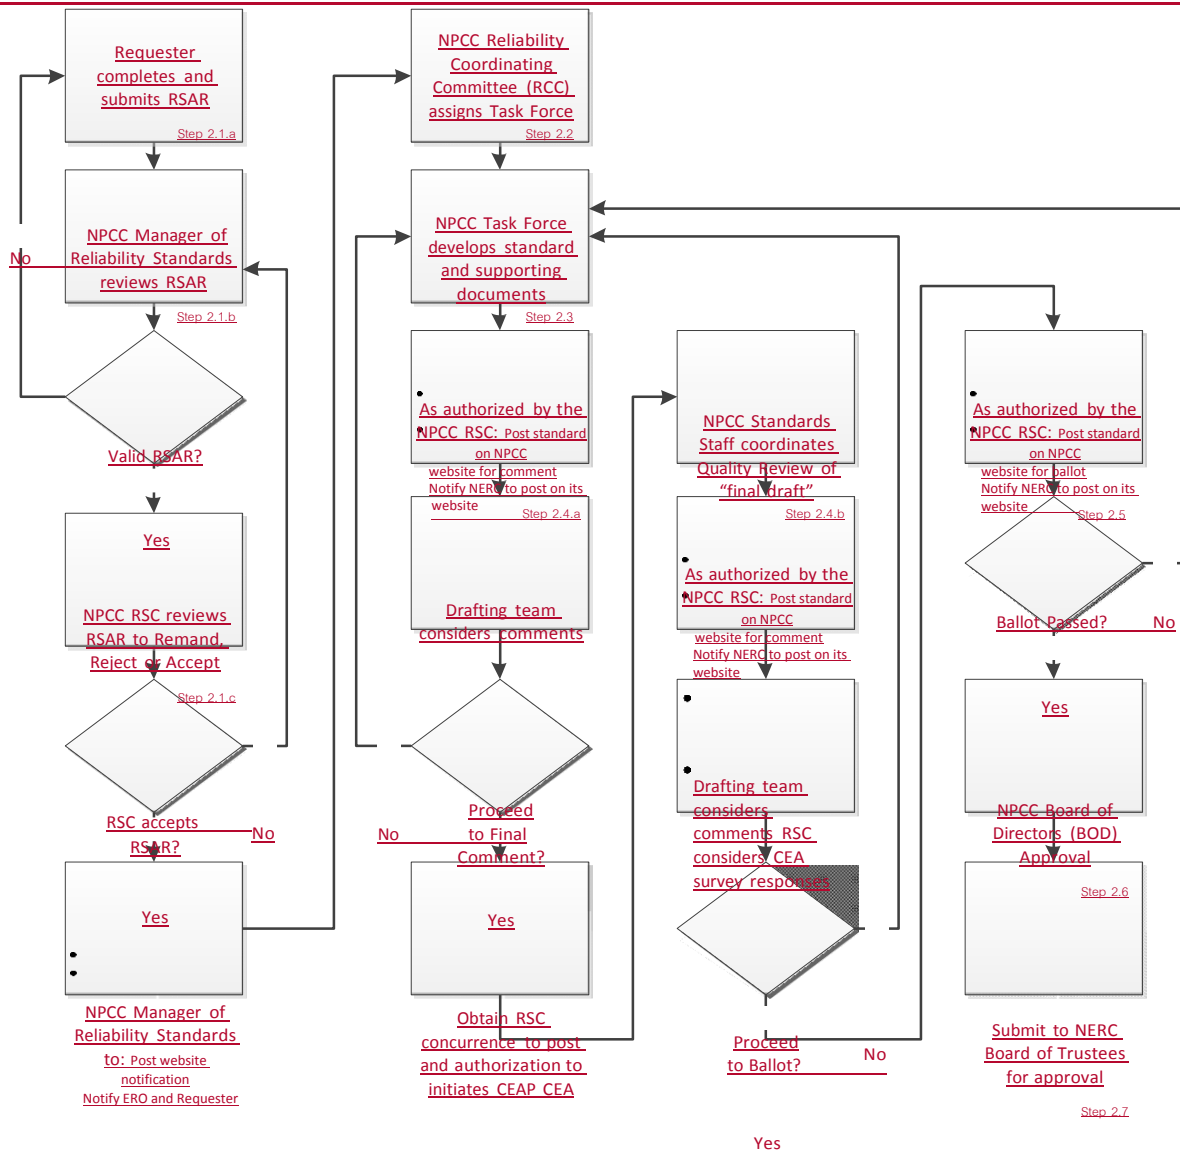 Requester
completes and
submits RSAR
Step 2.1.a
NPCC Manager of
No Reliability Standards
reviews RSAR
Step 2.1.b
Valid RSAR?
Yes
NPCC RSC reviews
RSAR to Remand,
Reject or Accept
Step 2.1.c
RSC accepts
RSAR?
No
Yes
NPCC Manager of
Reliability Standards
to: Post website
notification
Notify ERO and Requester
NPCC Reliability
Coordinating
Committee (RCC)
assigns Task Force
Step 2.2
NPCC Task Force
develops standard
and supporting
documents
Step 2.3
As authorized by the
NPCC RSC: Post standard
on NPCC
website for comment
Notify NERC to post on its
website
Step 2.4.a
Drafting team
considers comments
Proceed
No to Final
Comment?
Yes
Obtain RSC
concurrence to post
and authorization to
initiates CEAP CEA
NPCC Standards
Staff coordinates
Quality Review of
“final draft”
Step 2.4.b
As authorized by the
NPCC RSC: Post standard
on NPCC
website for comment
Notify NERC to post on its
website
Drafting team
considers
comments RSC
considers CEA
survey responses
Proceed
to Ballot?
No
Yes
As authorized by the
NPCC RSC: Post standard
on NPCC
website for ballot
Notify NERC to post on its
website
Step 2.5
Ballot Passed? No
Yes
NPCC Board of
Directors (BOD)
Approval
Step 2.6
Submit to NERC
Board of Trustees
for approval
Step 2.7